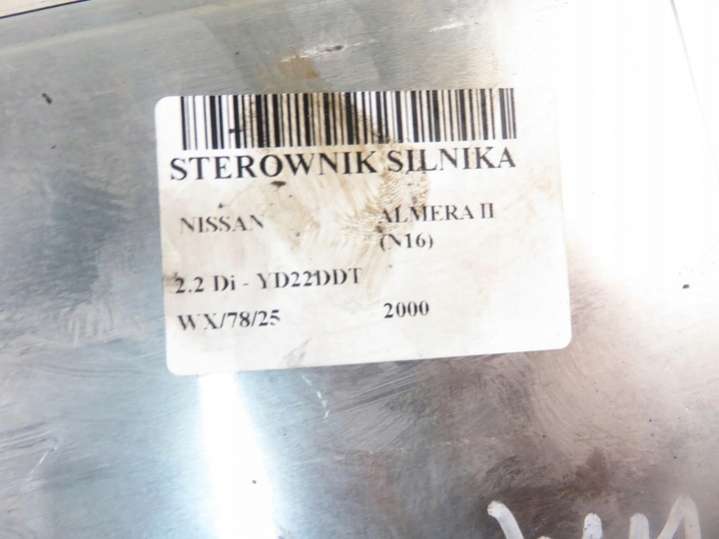 STEROWNIK SILNIKA
NISSAN ALMERA II
(N16)
2.2 Di - YD22DDT
WX/78/25 2000